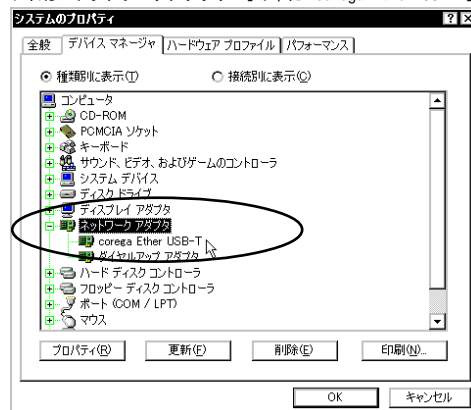 システムのプロパティ
全般 デバイス マネージャ ハードウェア プロファイル パフォーマンス
種類別に表示(T) 接続別に表示(C)
コンピュータ
CD-ROM
PCMCIA ソケット
キーボード
サウンド、ビデオ、およびゲームのコントローラ
システム デバイス
ディスク ドライブ
ディスプレイ アダプタ
ネットワーク アダプタ
corega Ether USB-T
ダイヤルアップ アダプタ
ハード ディスク コントローラ
フロッピー ディスク コントローラ
ポート (COM / LPT)
マウス
プロパティ(R) 更新(F) 削除(E) 印刷(N)...
OK キャンセル